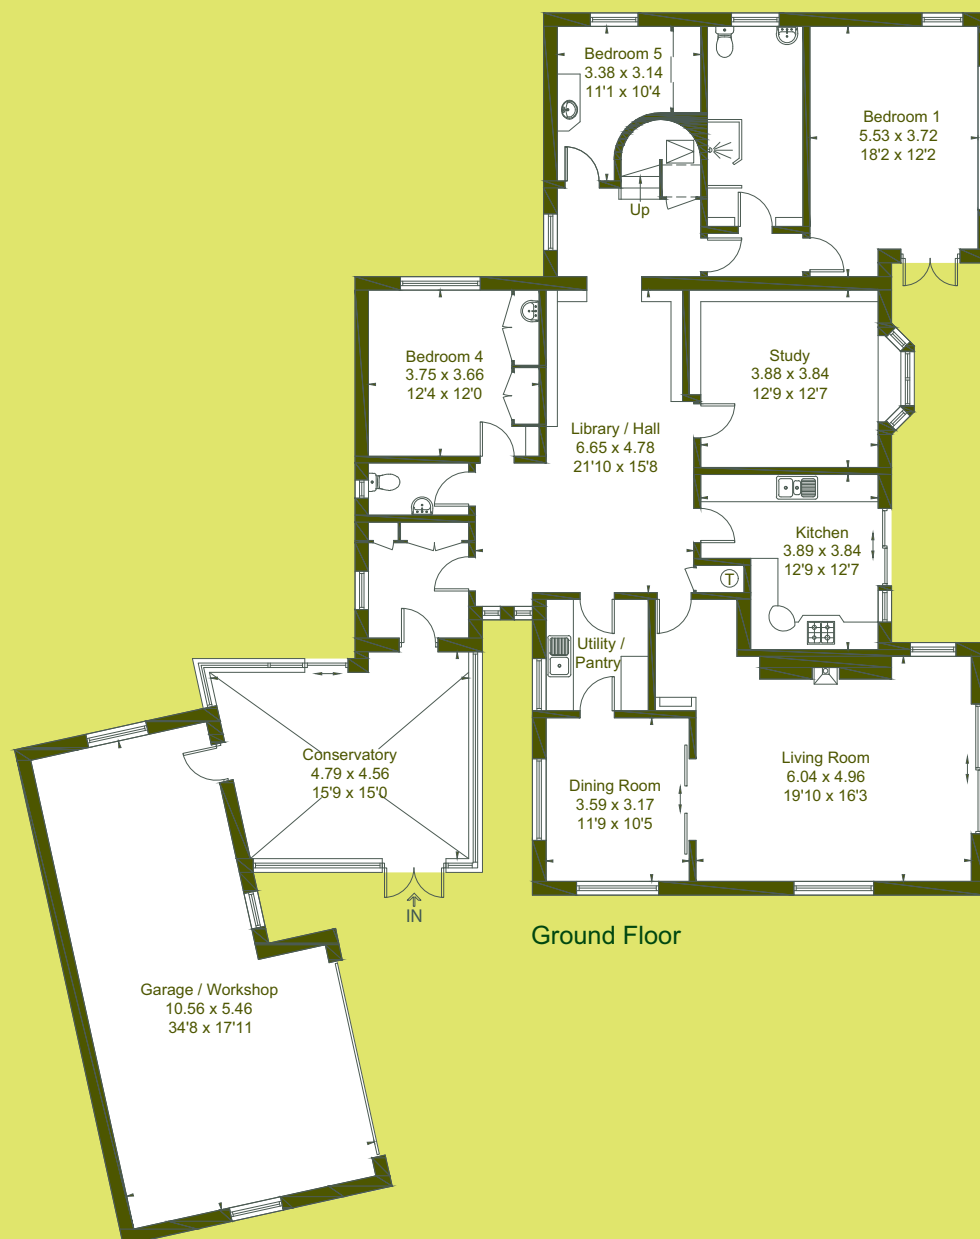 Bedroom 5
3.38 x 3.14
11'1 x 10'4
Bedroom 1
5.53 x 3.72
18'2 x 12'2
Up
Bedroom 4
3.75 x 3.66
12'4 x 12'0
Study
3.88 x 3.84
12'9 x 12'7
Library / Hall
6.65 x 4.78
21'10 x 15'8
Kitchen
3.89 x 3.84
12'9 x 12'7
T
Utility /
Pantry
Conservatory
4.79 x 4.56
15'9 x 15'0
Living Room
6.04 x 4.96
19'10 x 16'3
Dining Room
3.59 x 3.17
11'9 x 10'5
IN
Ground Floor
Garage / Workshop
10.56 x 5.46
34'8 x 17'11